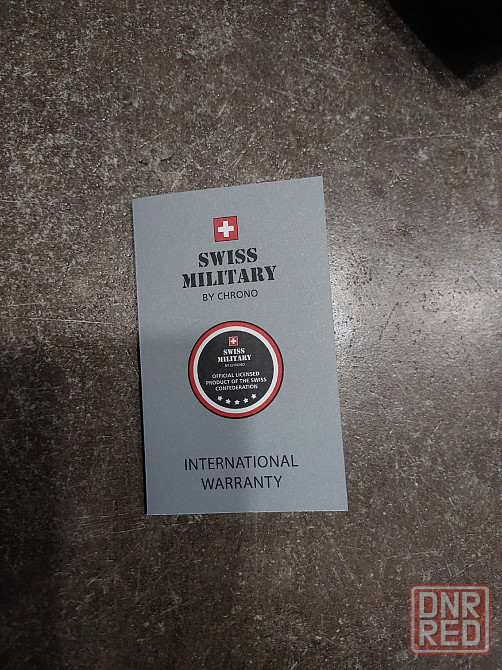 SWISS
MILITARY
BY CHRONO
SWISS
MILITARY
BY CHRONO
OFFICIAL LICENSED
PRODUCT OF THE SWISS
CONFEDERATION
INTERNATIONAL
WARRANTY
DNR
RED